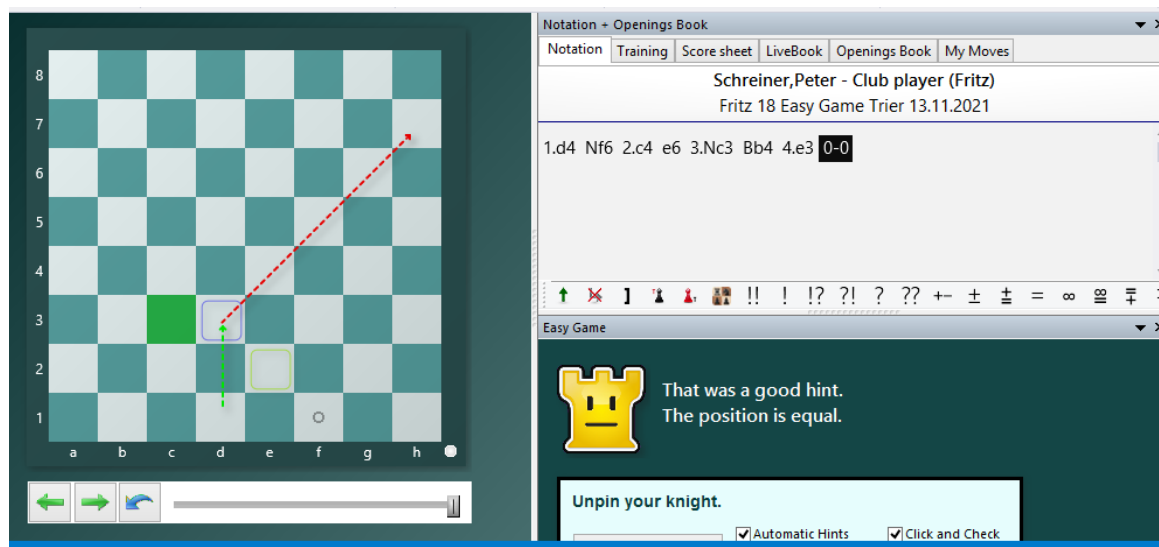 Notation + Openings Book
Notation Training Score sheet LiveBook Openings Book My Moves
Schreiner,Peter - Club player (Fritz)
Fritz 18 Easy Game Trier 13.11.2021
1.d4 Nf6 2.c4 e6 3.Nc3 Bb4 4.e3 0-0
8
7
6
5
4
3
2
1
a b c d e f g h
] !! ! !? ?! ? ?? +− ± ⩲ = ∞ ≌ ∓
Easy Game
That was a good hint.
The position is equal.
Unpin your knight.
Automatic Hints Click and Check